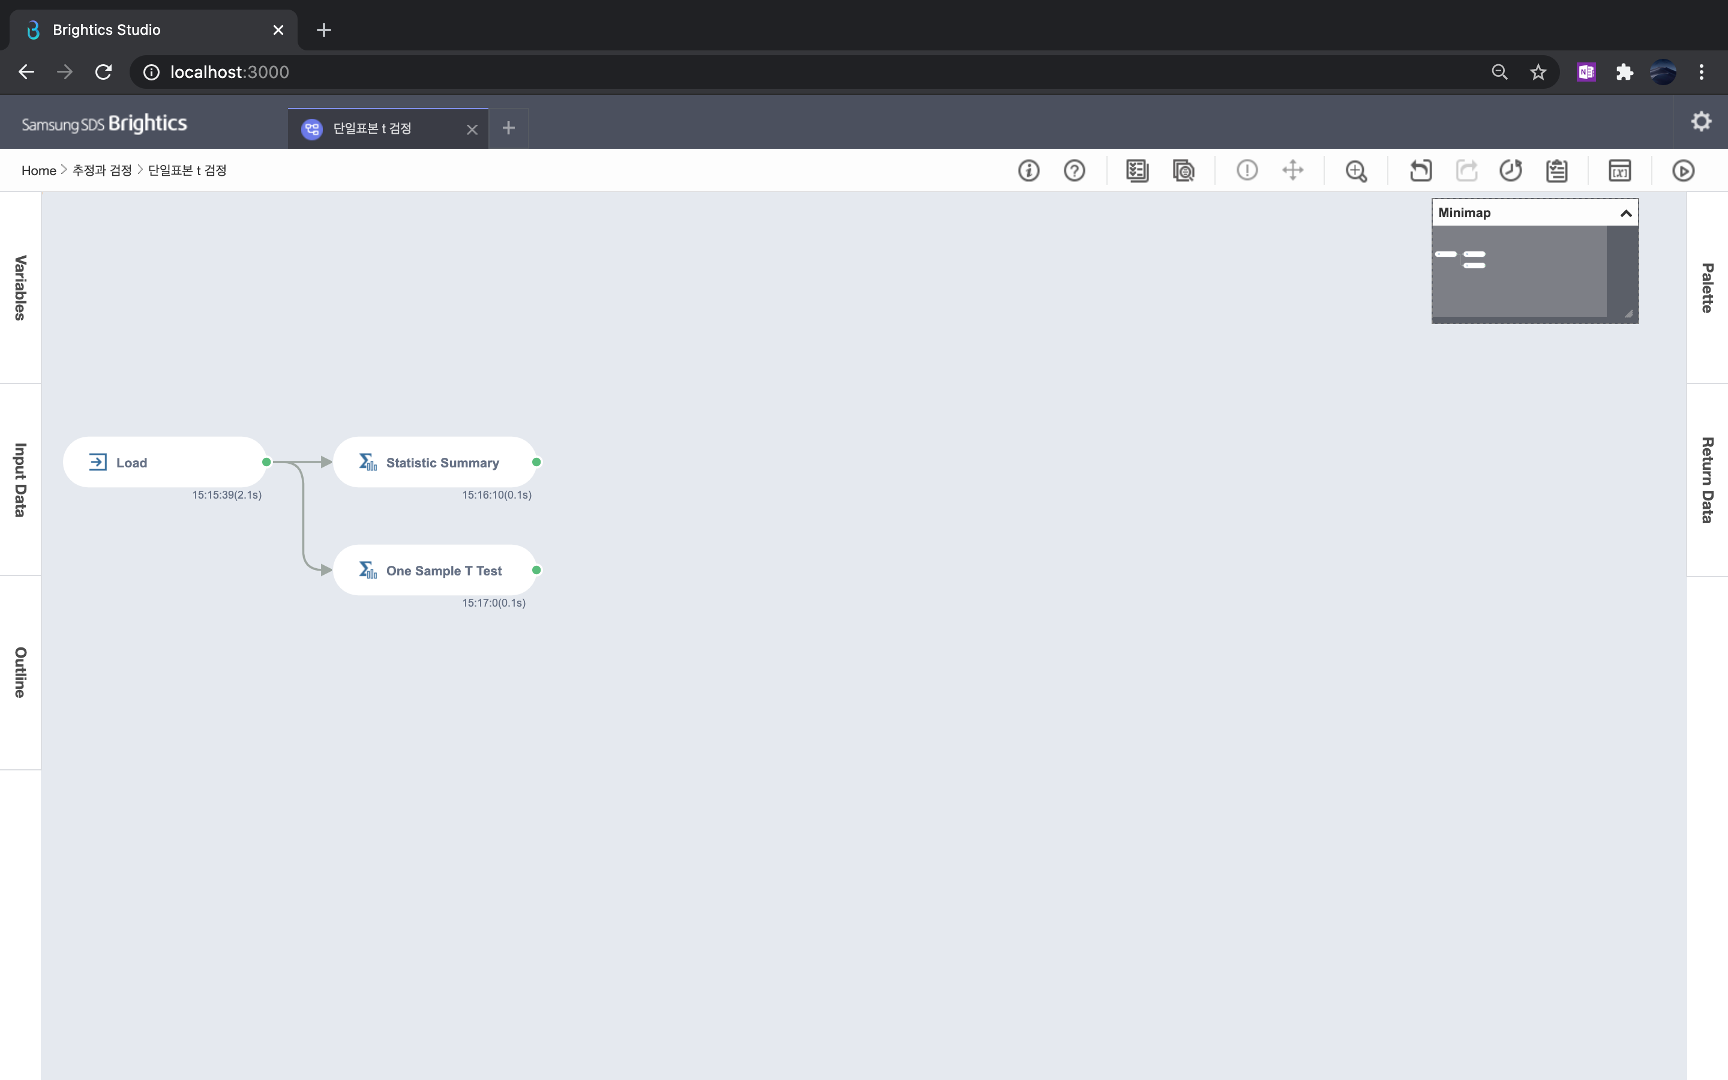 Brightics Studio
localhost:3000
Samsung SDS Brightics
단일표본 t 검정
Home > 추정과 검정 > 단일표본 t 검정
Minimap
Variables
Input Data
Outline
Palette
Return Data
Load
15:15:39(2.1s)
Statistic Summary
15:16:10(0.1s)
One Sample T Test
15:17:0(0.1s)